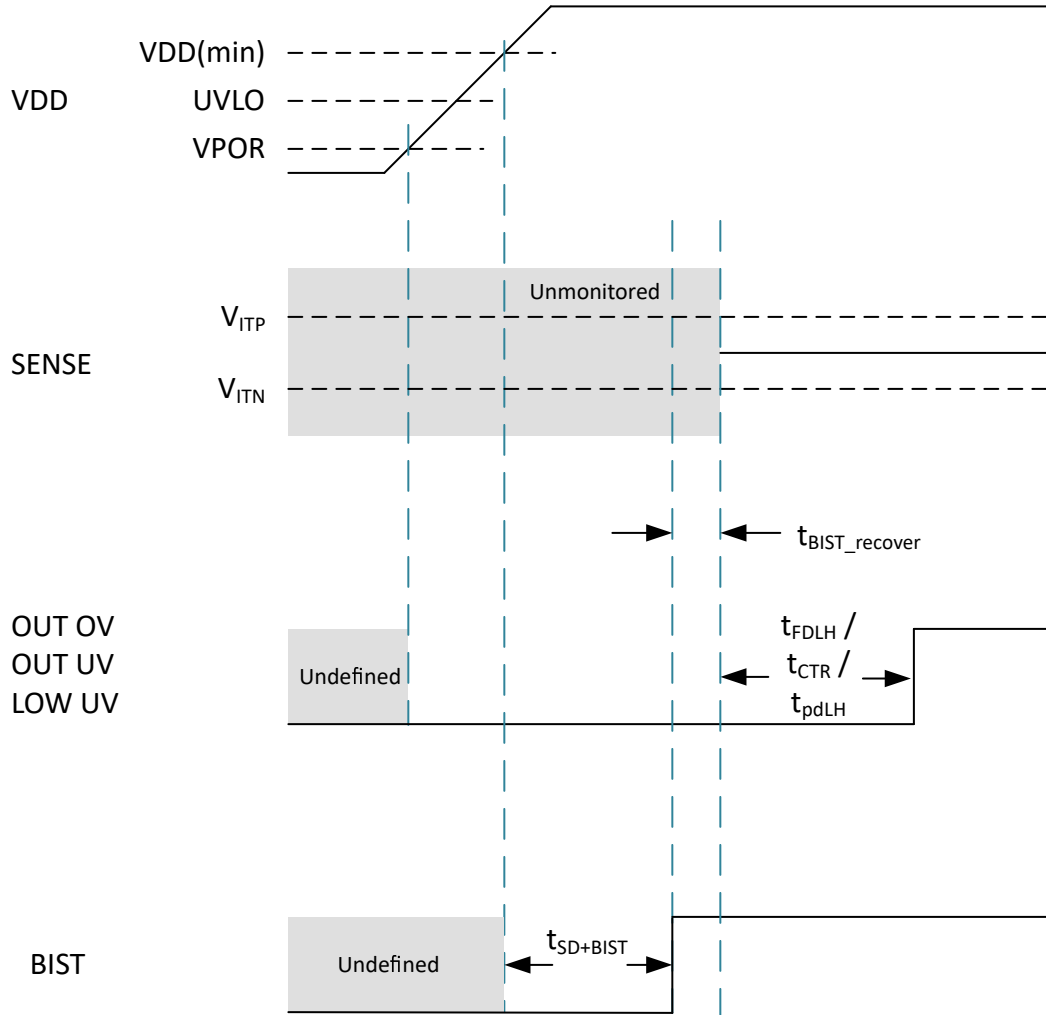 VDD(min)
VDD
UVLO
VPOR
Unmonitored
VITP
SENSE
VITN
tBIST_recover
OUT OV
OUT UV
LOW UV
Undefined
tFDLH /
tCTR /
tpdLH
BIST
Undefined
tSD+BIST